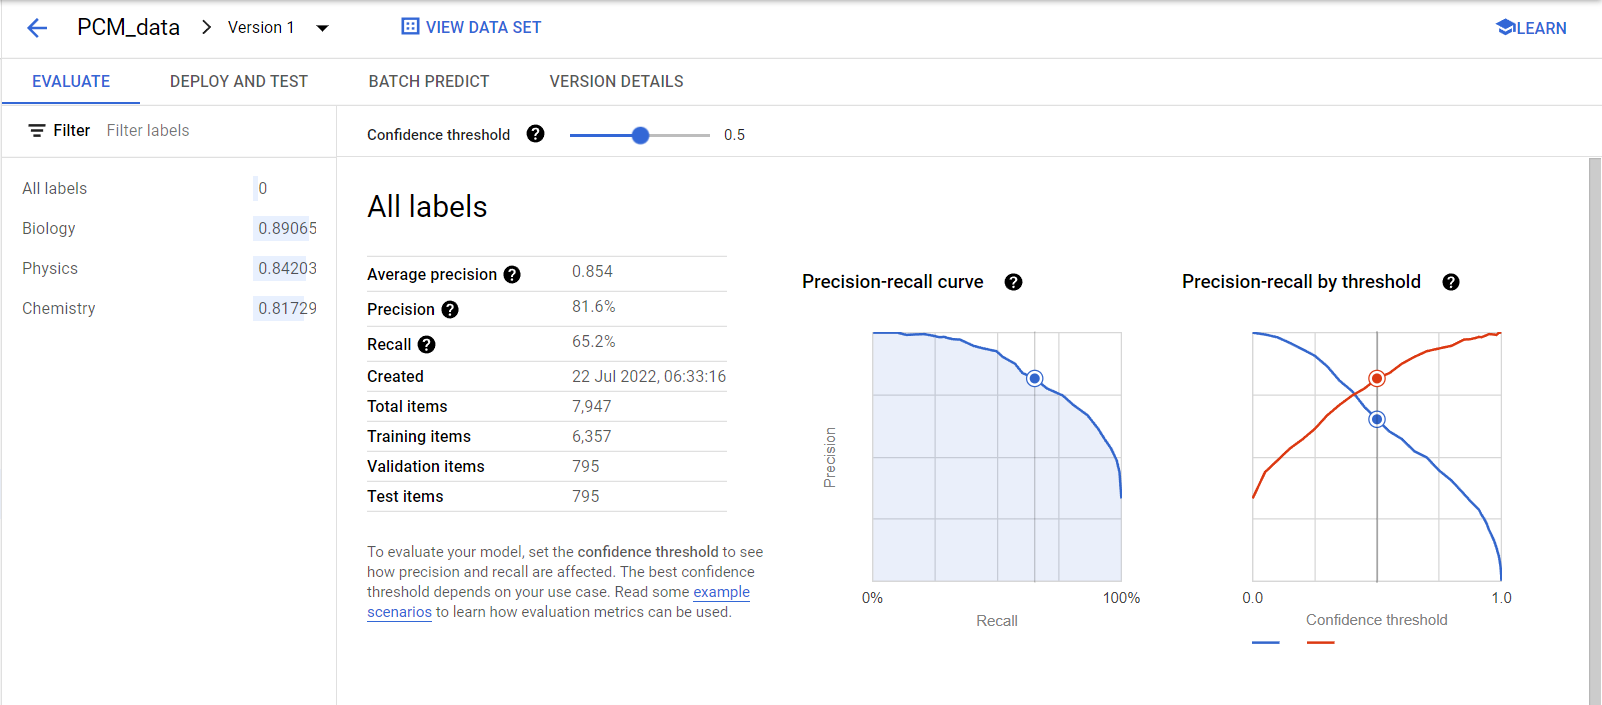 PCM_data Version 1 VIEW DATA SET LEARN
EVALUATE DEPLOY AND TEST BATCH PREDICT VERSION DETAILS
Filter Filter labels
All labels 0
Biology 0.89065
Physics 0.84203
Chemistry 0.81729
Confidence threshold ? 0.5
All labels
Average precision ? 0.854
Precision ? 81.6%
Recall ? 65.2%
Created 22 Jul 2022, 06:33:16
Total items 7,947
Training items 6,357
Validation items 795
Test items 795
To evaluate your model, set the confidence threshold to see
how precision and recall are affected. The best confidence
threshold depends on your use case. Read some example
scenarios to learn how evaluation metrics can be used.
Precision-recall curve ?
Precision
0% 100%
Recall
Precision-recall by threshold ?
0.0 1.0
Confidence threshold